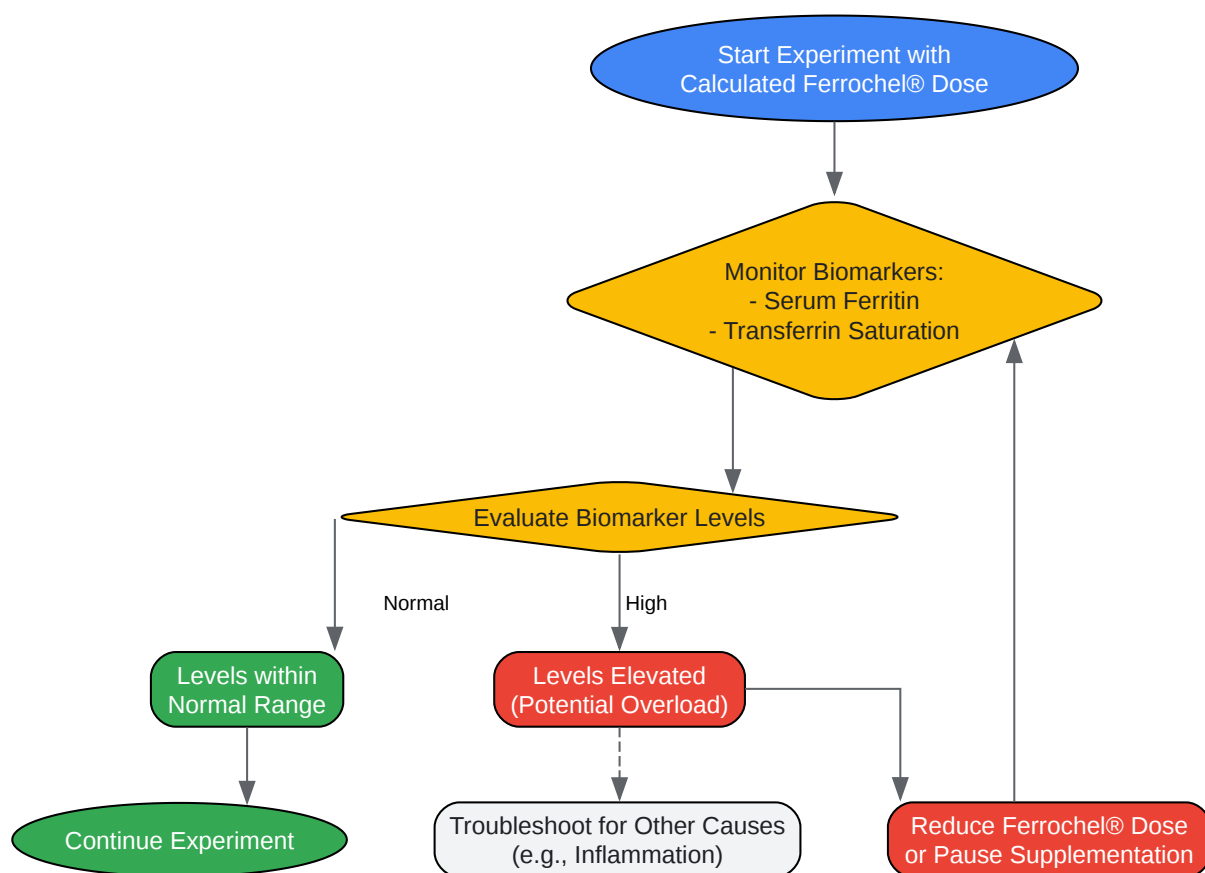 Start Experiment with
Calculated Ferrochel® Dose
Monitor Biomarkers:
- Serum Ferritin
- Transferrin Saturation
Evaluate Biomarker Levels
Normal
High
Levels within
Normal Range
Levels Elevated
(Potential Overload)
Continue Experiment
Troubleshoot for Other Causes
(e.g., Inflammation)
Reduce Ferrochel® Dose
or Pause Supplementation